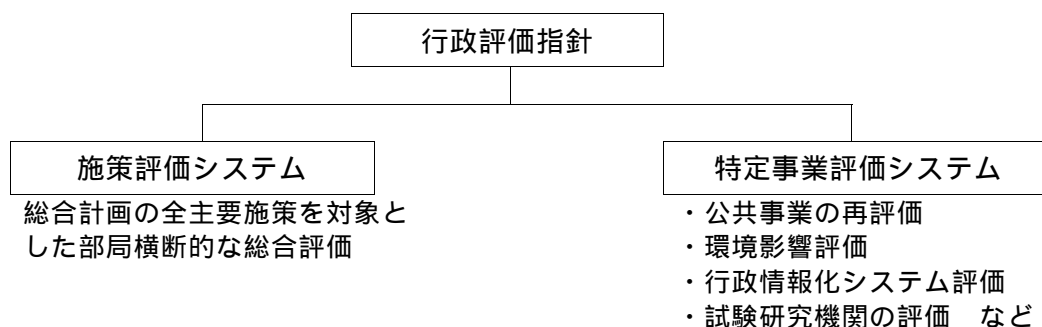 行政評価指針
施策評価システム
総合計画の全主要施策を対象と
した部局横断的な総合評価
特定事業評価システム
・公共事業の再評価
・環境影響評価
・行政情報化システム評価
・試験研究機関の評価　など